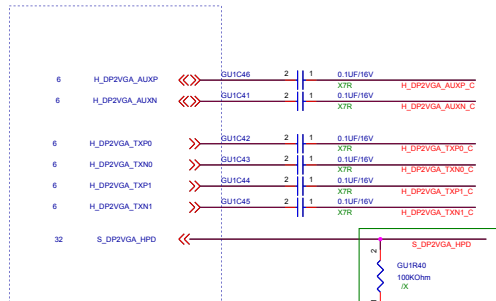 6 H_DP2VGA_AUXP GU1C46 2 1 0.1UF/16V
X7R H_DP2VGA_AUXP_C
6 H_DP2VGA_AUXN GU1C41 2 1 0.1UF/16V
X7R H_DP2VGA_AUXN_C
6 H_DP2VGA_TXP0 GU1C42 2 1 0.1UF/16V
X7R H_DP2VGA_TXP0_C
6 H_DP2VGA_TXN0 GU1C43 2 1 0.1UF/16V
X7R H_DP2VGA_TXN0_C
6 H_DP2VGA_TXP1 GU1C44 2 1 0.1UF/16V
X7R H_DP2VGA_TXP1_C
6 H_DP2VGA_TXN1 GU1C45 2 1 0.1UF/16V
X7R H_DP2VGA_TXN1_C
32 S_DP2VGA_HPD S_DP2VGA_HPD
2
GU1R40
100KOhm
/X